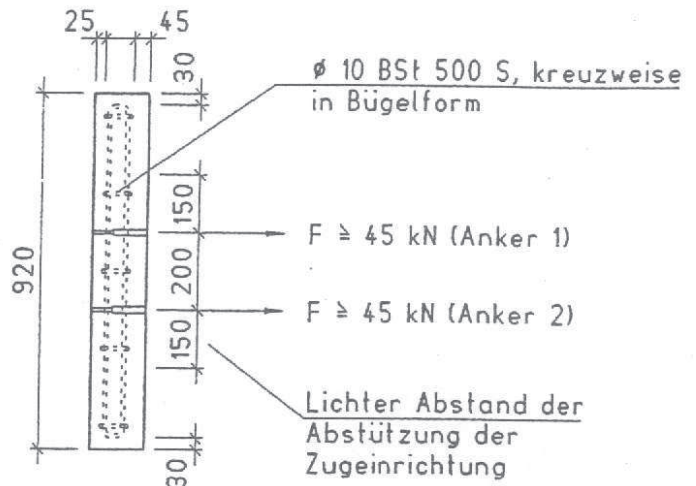 25 45
30
ø 10 BSt 500 S, kreuzweise
in Bügelform
150
F ≥ 45 kN (Anker 1)
920
200
F ≥ 45 kN (Anker 2)
150
Lichter Abstand der
Abstützung der
Zugeinrichtung
30